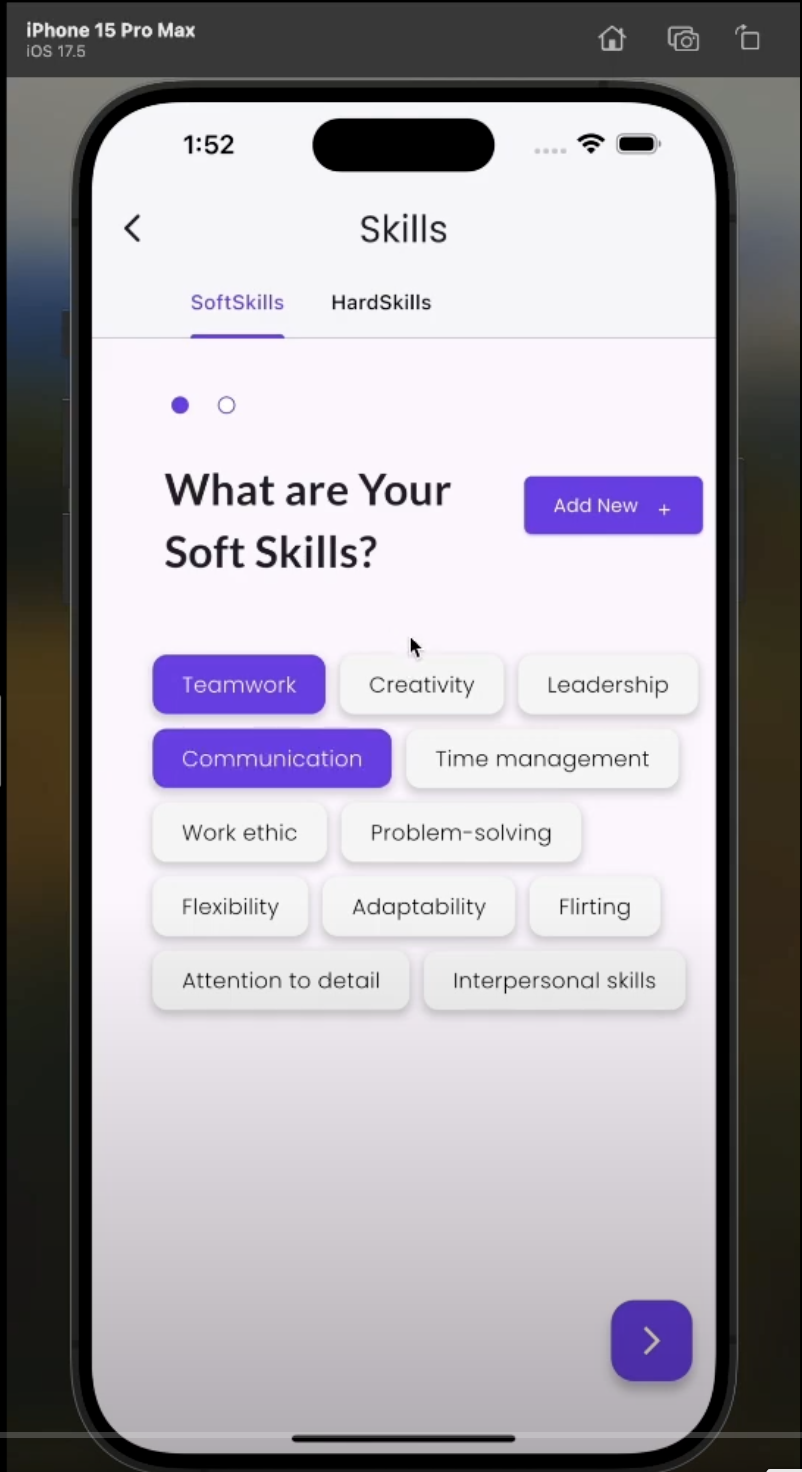 iPhone 15 Pro Max
iOS 17.5
1:52
Skills
SoftSkills HardSkills
What are Your
Soft Skills?
Add New +
Teamwork Creativity Leadership
Communication Time management
Work ethic Problem-solving
Flexibility Adaptability Flirting
Attention to detail Interpersonal skills